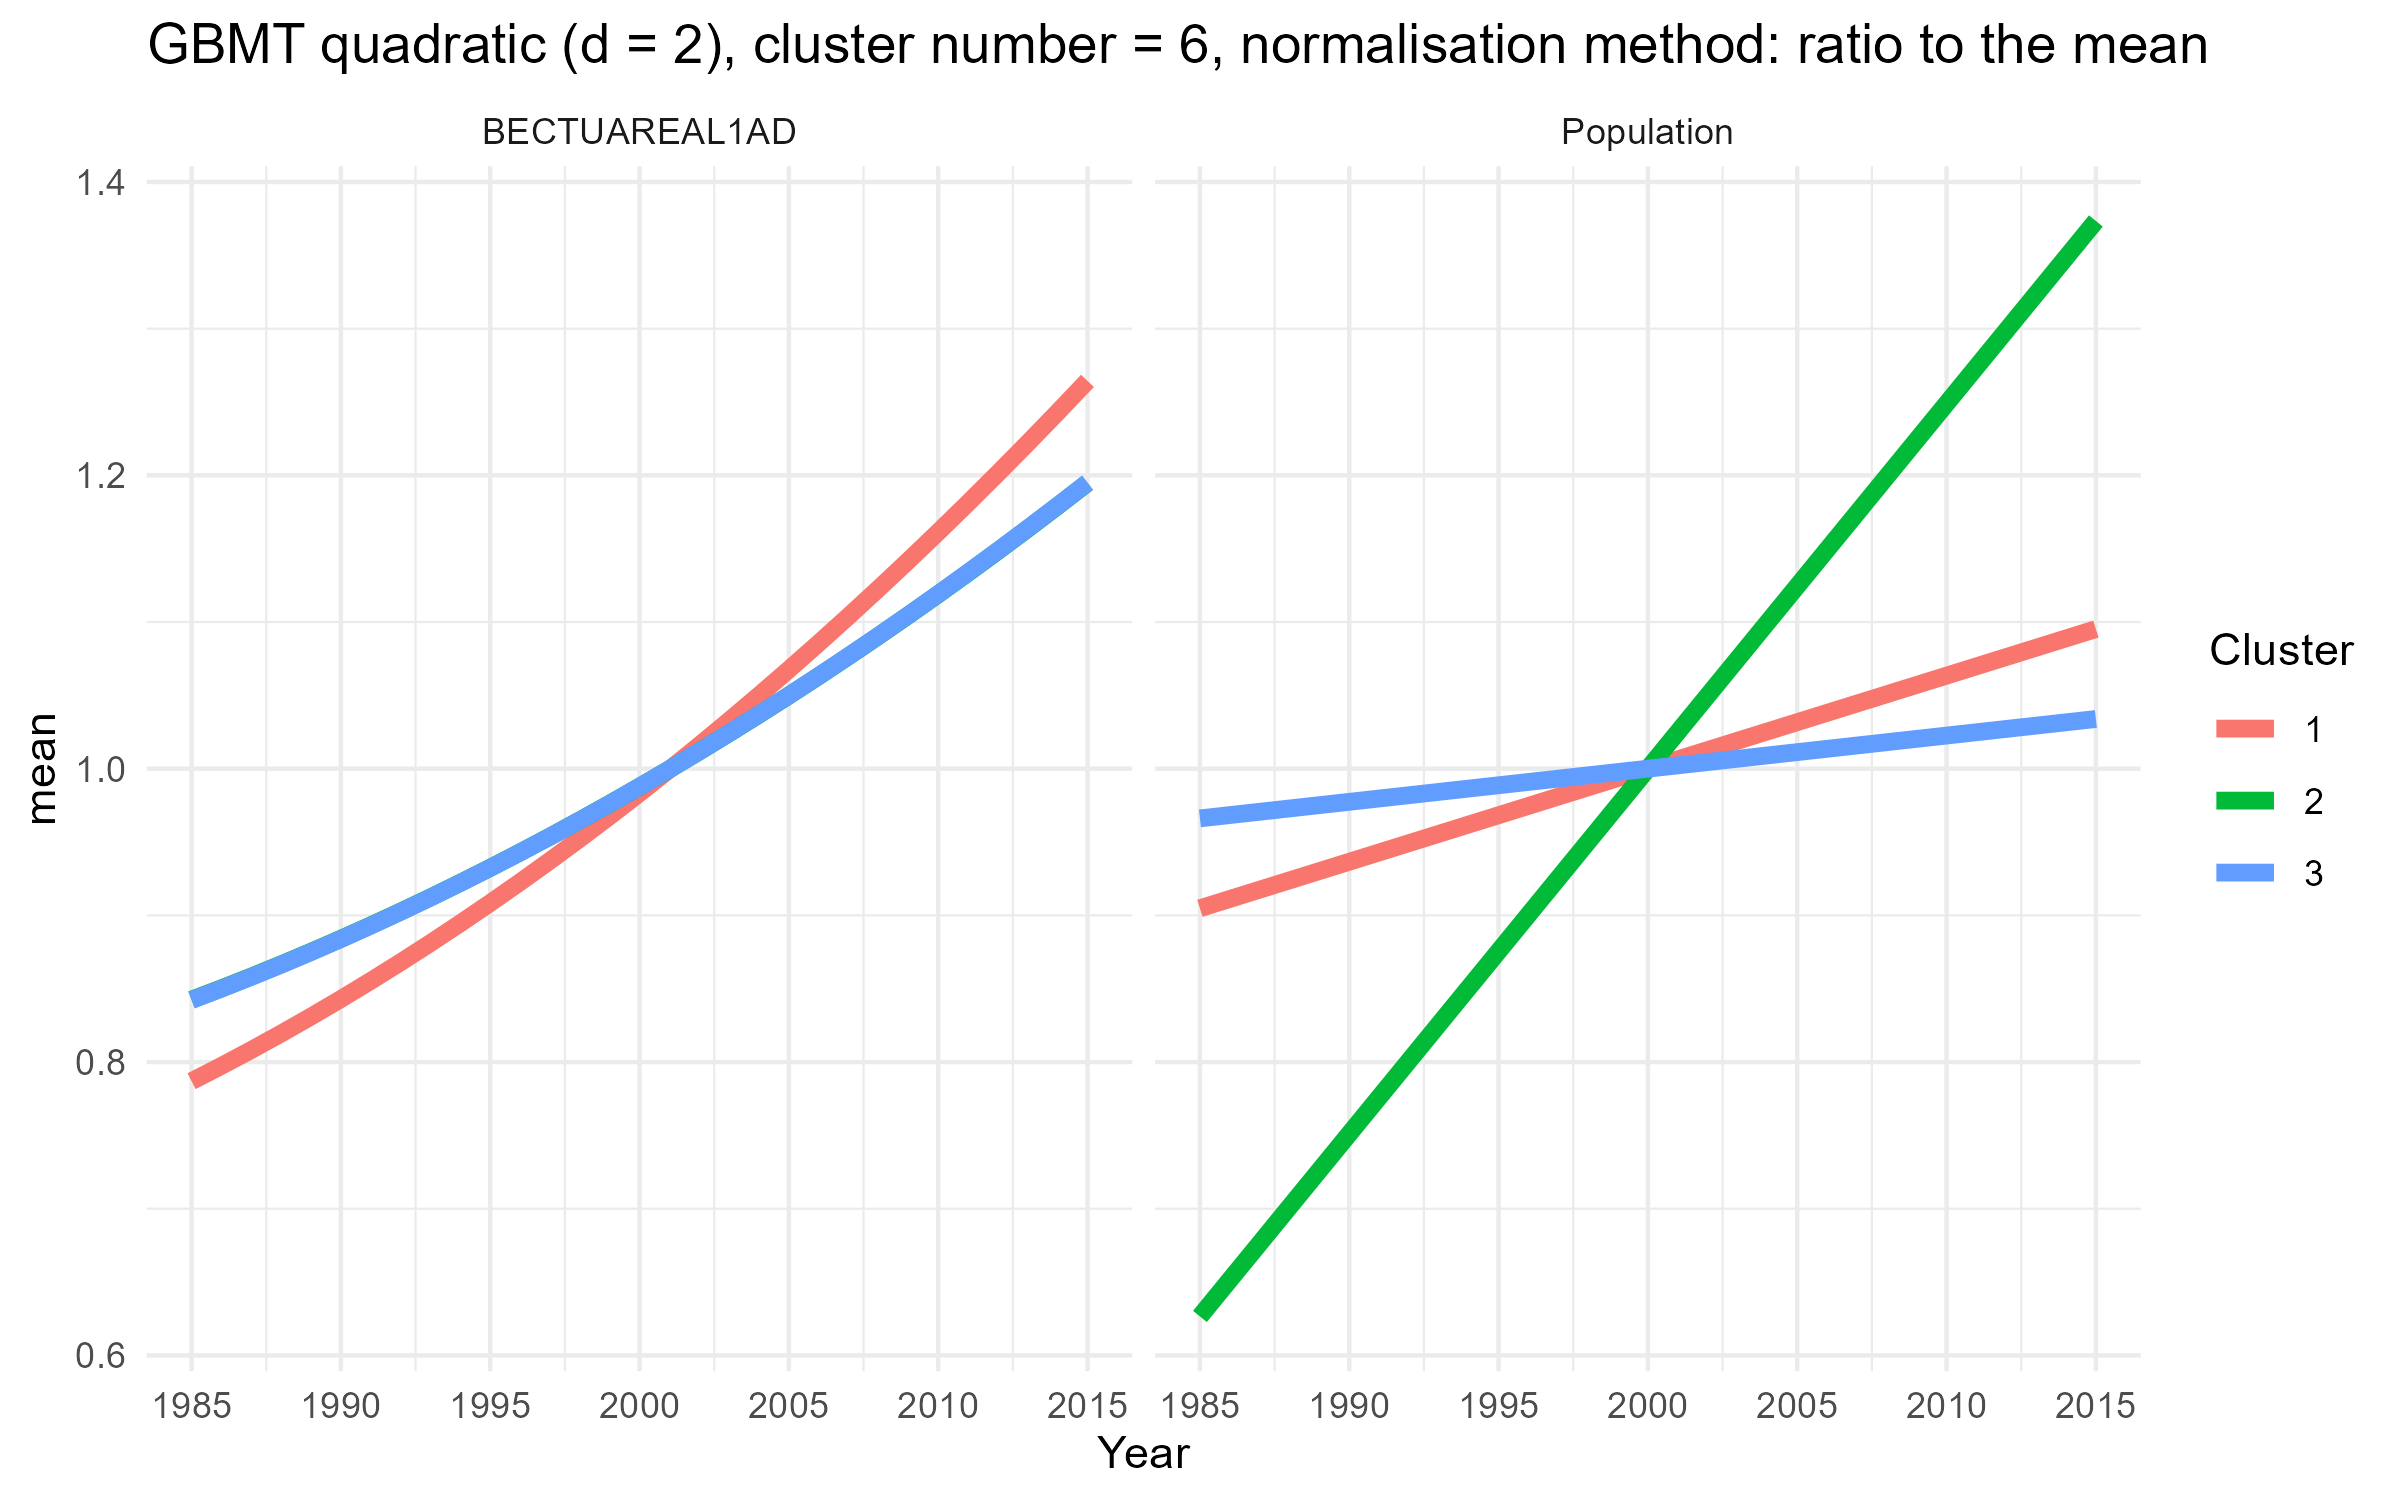 GBMT quadratic (d = 2), cluster number = 6, normalisation method: ratio to the mean
BECTUAREAL1AD
Population
mean
1.4
1.2
1.0
0.8
0.6
1985 1990 1995 2000 2005 2010 2015
1985 1990 1995 2000 2005 2010 2015
Year
Cluster
1
2
3